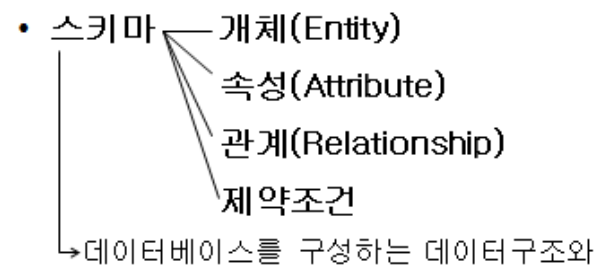 • 스키마 개체(Entity)
속성(Attribute)
관계(Relationship)
제약조건
데이터베이스를 구성하는 데이터구조와